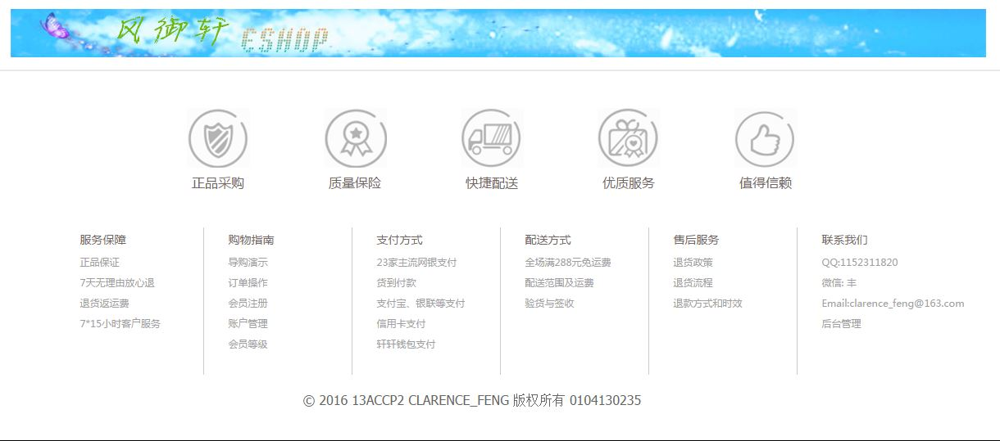 风御轩 ESHOP
正品采购 质量保险 快捷配送 优质服务 值得信赖
服务保障
正品保证
7天无理由放心退
退货返运费
7*15小时客户服务
购物指南
导购演示
订单操作
会员注册
账户管理
会员等级
支付方式
23家主流网银支付
货到付款
支付宝、银联等支付
信用卡支付
轩轩钱包支付
配送方式
全场满288元免运费
配送范围及运费
验货与签收
售后服务
退货政策
退货流程
退款方式和时效
联系我们
QQ:1152311820
微信: 丰
Email:clarence_feng@163.com
后台管理
© 2016 13ACCP2 CLARENCE_FENG 版权所有 0104130235